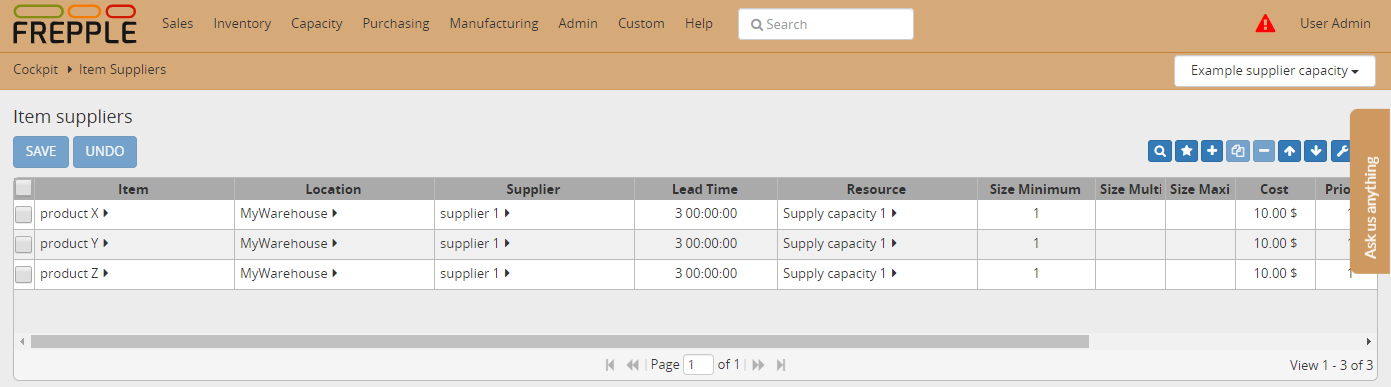 FREPPLE Sales Inventory Capacity Purchasing Manufacturing Admin Custom Help Search User Admin
Cockpit Item Suppliers Example supplier capacity
Item suppliers
SAVE UNDO
Ask us anything
Item Location Supplier Lead Time Resource Size Minimum Size Multi Size Maxi Cost Prio
product X MyWarehouse supplier 1 3 00:00:00 Supply capacity 1 1 10.00 $ 1
product Y MyWarehouse supplier 1 3 00:00:00 Supply capacity 1 1 10.00 $ 1
product Z MyWarehouse supplier 1 3 00:00:00 Supply capacity 1 1 10.00 $ 1
Page 1 of 1 View 1 - 3 of 3